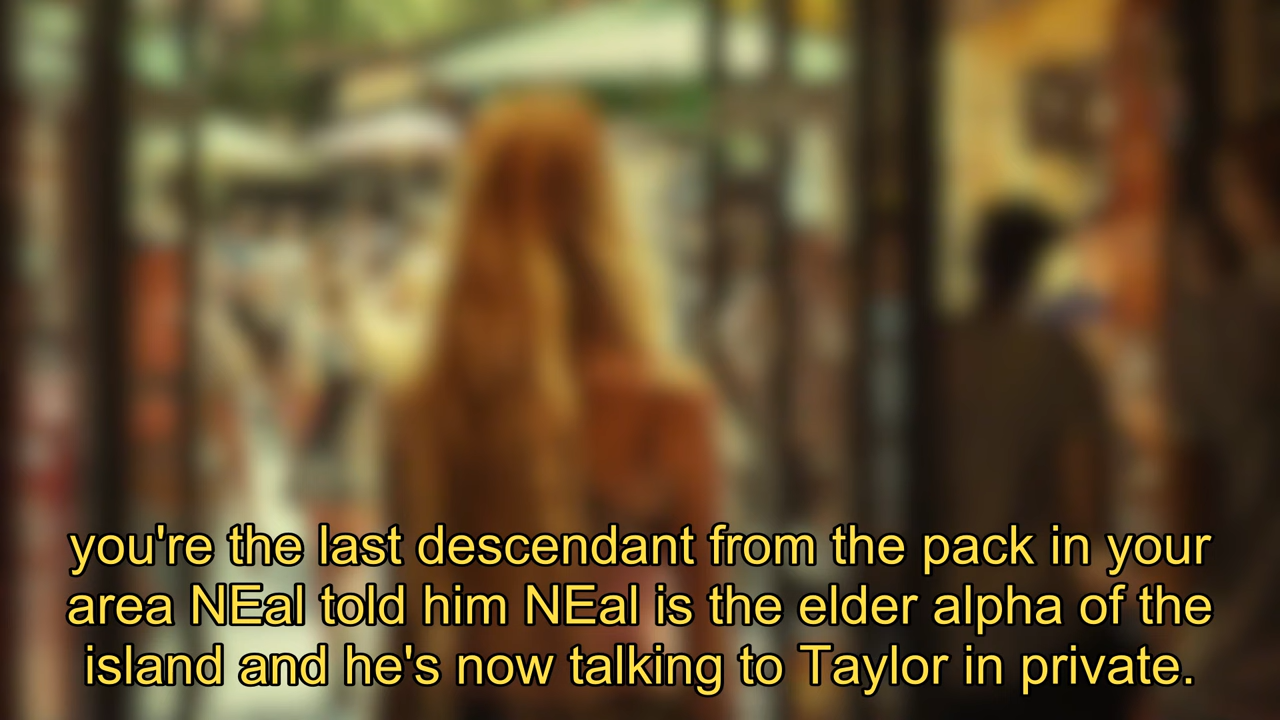 you're the last descendant from the pack in your
area NEal told him NEal is the elder alpha of the
island and he's now talking to Taylor in private.